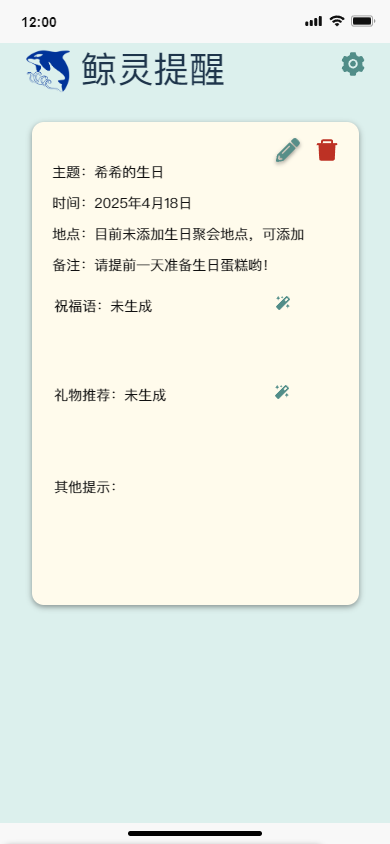 12:00
鲸灵提醒
主题：希希的生日
时间：2025年4月18日
地点：目前未添加生日聚会地点，可添加
备注：请提前一天准备生日蛋糕哟！
祝福语：未生成
礼物推荐：未生成
其他提示：